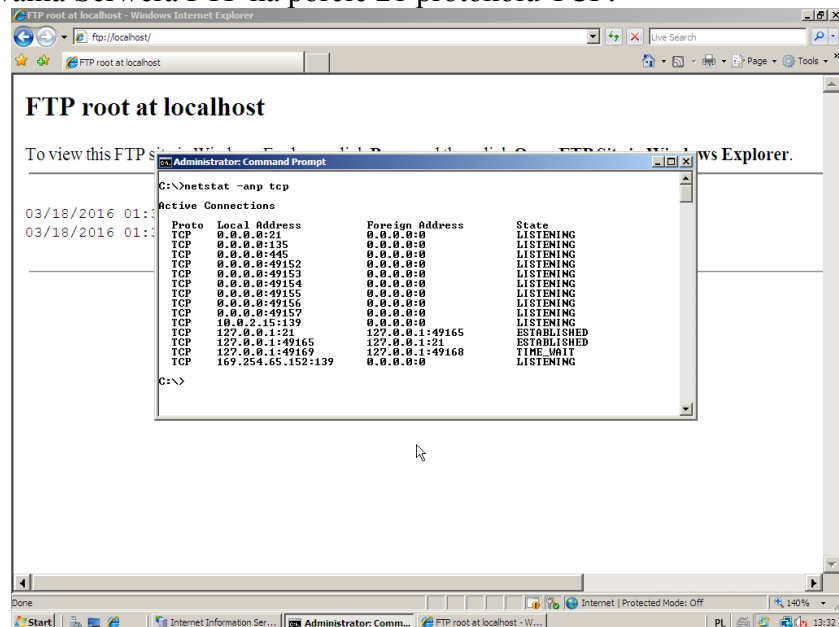 FTP na porcie 21 protokołu TCP.
FTP root at localhost - Windows Internet Explorer
ftp://localhost/
Live Search
FTP root at localhost
Page
Tools
FTP root at localhost
To view this FTP
FTP Site in Windows Explorer.
Administrator: Command Prompt
C:\>netstat -anp tcp
Active Connections
Proto Local Address Foreign Address State
TCP 0.0.0.0:21 0.0.0.0:0 LISTENING
TCP 0.0.0.0:135 0.0.0.0:0 LISTENING
TCP 0.0.0.0:445 0.0.0.0:0 LISTENING
TCP 0.0.0.0:49152 0.0.0.0:0 LISTENING
TCP 0.0.0.0:49153 0.0.0.0:0 LISTENING
TCP 0.0.0.0:49154 0.0.0.0:0 LISTENING
TCP 0.0.0.0:49155 0.0.0.0:0 LISTENING
TCP 0.0.0.0:49156 0.0.0.0:0 LISTENING
TCP 0.0.0.0:49157 0.0.0.0:0 LISTENING
TCP 10.0.2.15:139 0.0.0.0:0 LISTENING
TCP 127.0.0.1:21 127.0.0.1:49165 ESTABLISHED
TCP 127.0.0.1:49165 127.0.0.1:21 ESTABLISHED
TCP 127.0.0.1:49169 127.0.0.1:49168 TIME_WAIT
TCP 169.254.65.152:139 0.0.0.0:0 LISTENING
C:\>
03/18/2016
03/18/2016
Done
Internet | Protected Mode: Off
140%
Start
Internet Information Ser...
Administrator: Comm...
FTP root at localhost - W...
PL
13:32